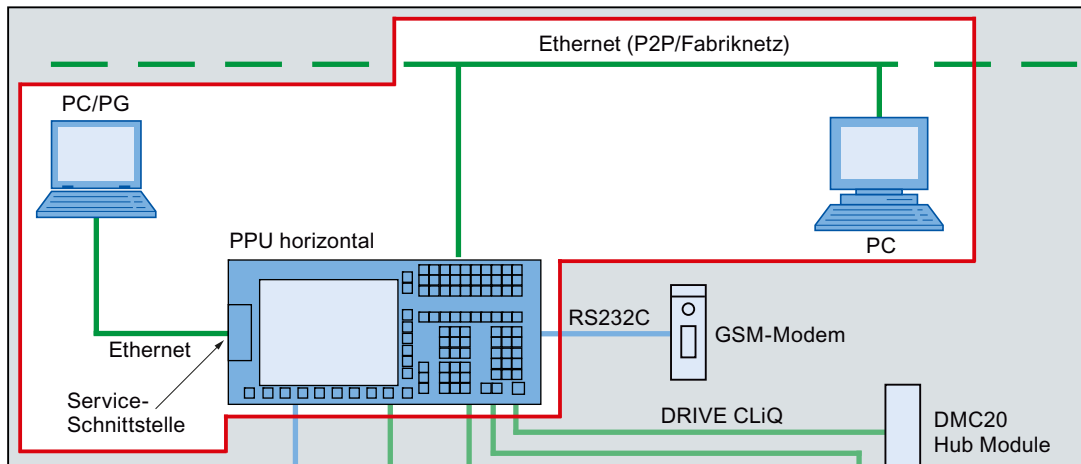 Ethernet (P2P/Fabriknetz)
PC/PG
PC
PPU horizontal
RS232C
GSM-Modem
Ethernet
Service-
Schnittstelle
DRIVE CLiQ
DMC20
Hub Module